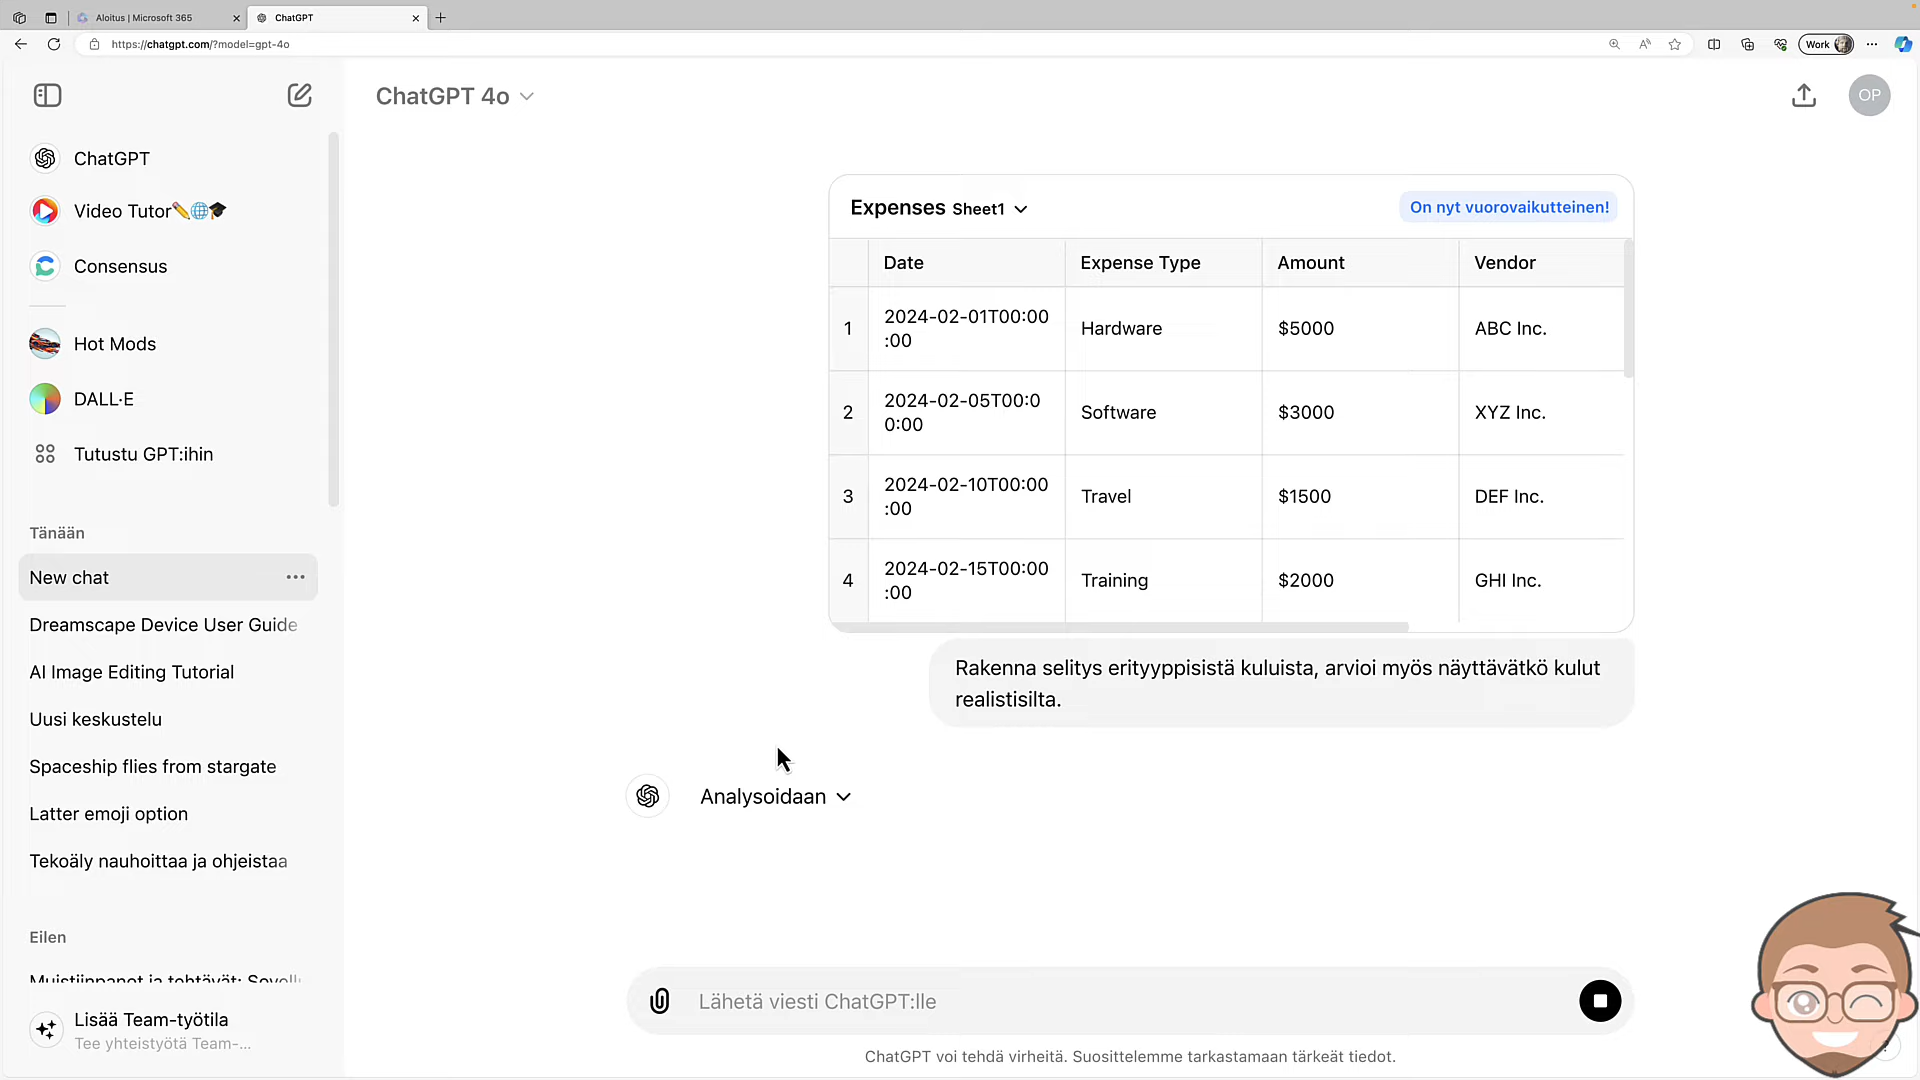 Aloitus | Microsoft 365
ChatGPT
https://chatgpt.com/?model=gpt-4o
Work
ChatGPT 4o
OP
ChatGPT
Video Tutor✏️🌐🎓
Consensus
Hot Mods
DALL·E
Tutustu GPT:ihin
Tänään
New chat
Dreamscape Device User Guide
AI Image Editing Tutorial
Uusi keskustelu
Spaceship flies from stargate
Latter emoji option
Tekoäly nauhoittaa ja ohjeistaa
Eilen
Muistiinpanot ja tehtävät:
Lisää Team-työtila
Tee yhteistyötä Team-...
Expenses Sheet1
On nyt vuorovaikutteinen!
Date Expense Type Amount Vendor
1 2024-02-01T00:00
:00 Hardware $5000 ABC Inc.
2 2024-02-05T00:0
0:00 Software $3000 XYZ Inc.
3 2024-02-10T00:00
:00 Travel $1500 DEF Inc.
4 2024-02-15T00:00
:00 Training $2000 GHI Inc.
Rakenna selitys erityyppisistä kuluista, arvioi myös näyttävätkö kulut
realistisilta.
Analysoidaan
Lähetä viesti ChatGPT:lle
ChatGPT voi tehdä virheitä. Suosittelemme tarkastamaan tärkeät tiedot.